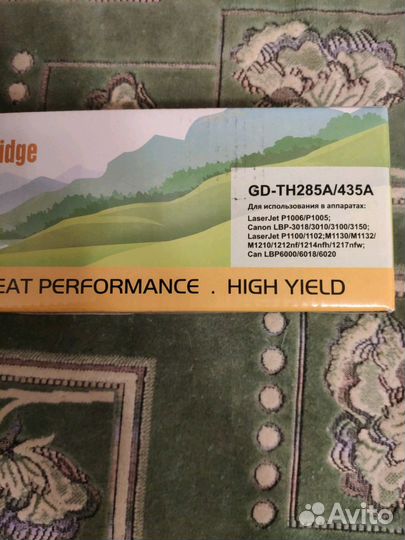 idge
GD-TH285A/435A
Для использования в аппаратах:
LaserJet P1006/P1005;
Canon LBP-3018/3010/3100/3150;
LaserJet P1100/1102;M1130/M1132/
M1210/1212nf/1214nfh/1217nfw;
Can LBP6000/6018/6020
EAT PERFORMANCE . HIGH YIELD
Avito